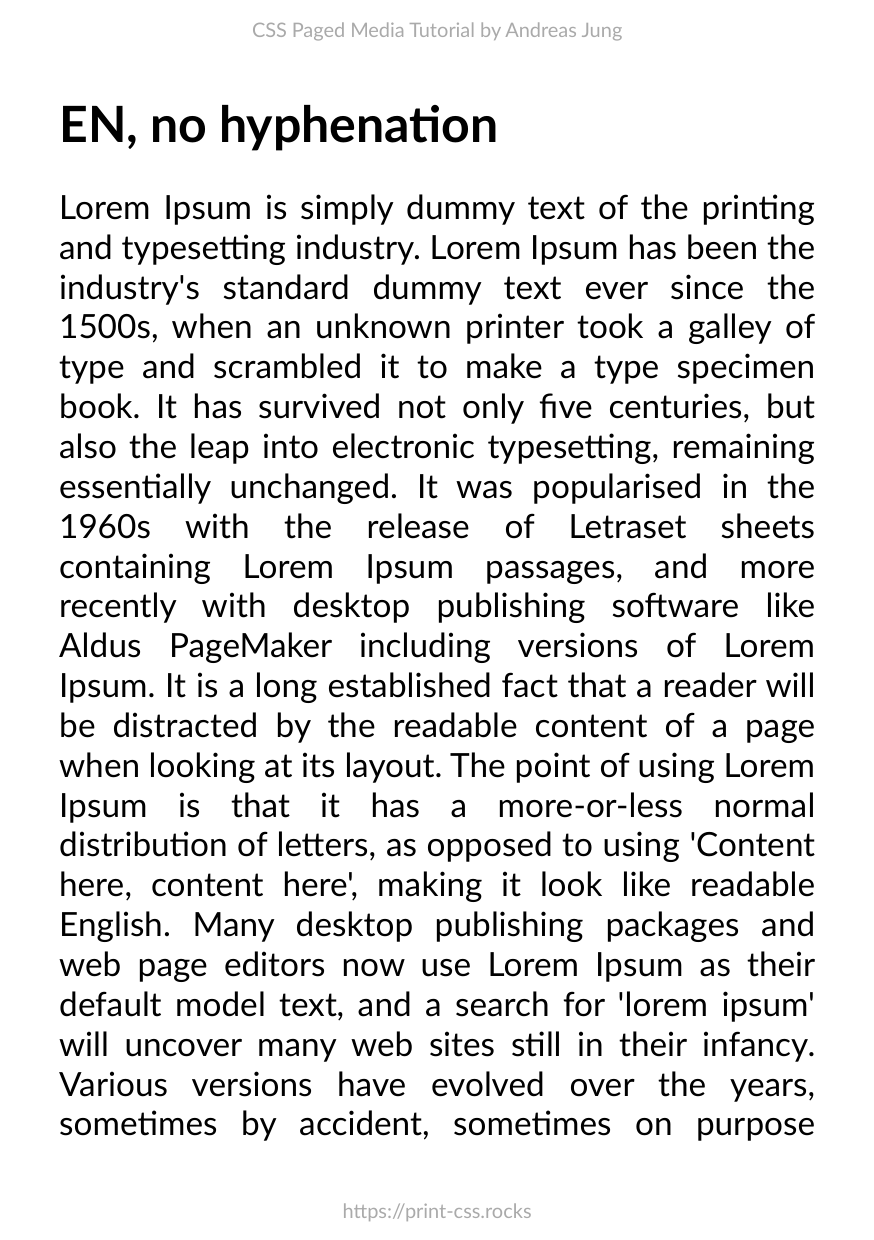 CSS Paged Media Tutorial by Andreas Jung
EN, no hyphenation
Lorem Ipsum is simply dummy text of the printing
and typesetting industry. Lorem Ipsum has been the
industry's standard dummy text ever since the
1500s, when an unknown printer took a galley of
type and scrambled it to make a type specimen
book. It has survived not only five centuries, but
also the leap into electronic typesetting, remaining
essentially unchanged. It was popularised in the
1960s with the release of Letraset sheets
containing Lorem Ipsum passages, and more
recently with desktop publishing software like
Aldus PageMaker including versions of Lorem
Ipsum. It is a long established fact that a reader will
be distracted by the readable content of a page
when looking at its layout. The point of using Lorem
Ipsum is that it has a more-or-less normal
distribution of letters, as opposed to using 'Content
here, content here', making it look like readable
English. Many desktop publishing packages and
web page editors now use Lorem Ipsum as their
default model text, and a search for 'lorem ipsum'
will uncover many web sites still in their infancy.
Various versions have evolved over the years,
sometimes by accident, sometimes on purpose
https://print-css.rocks